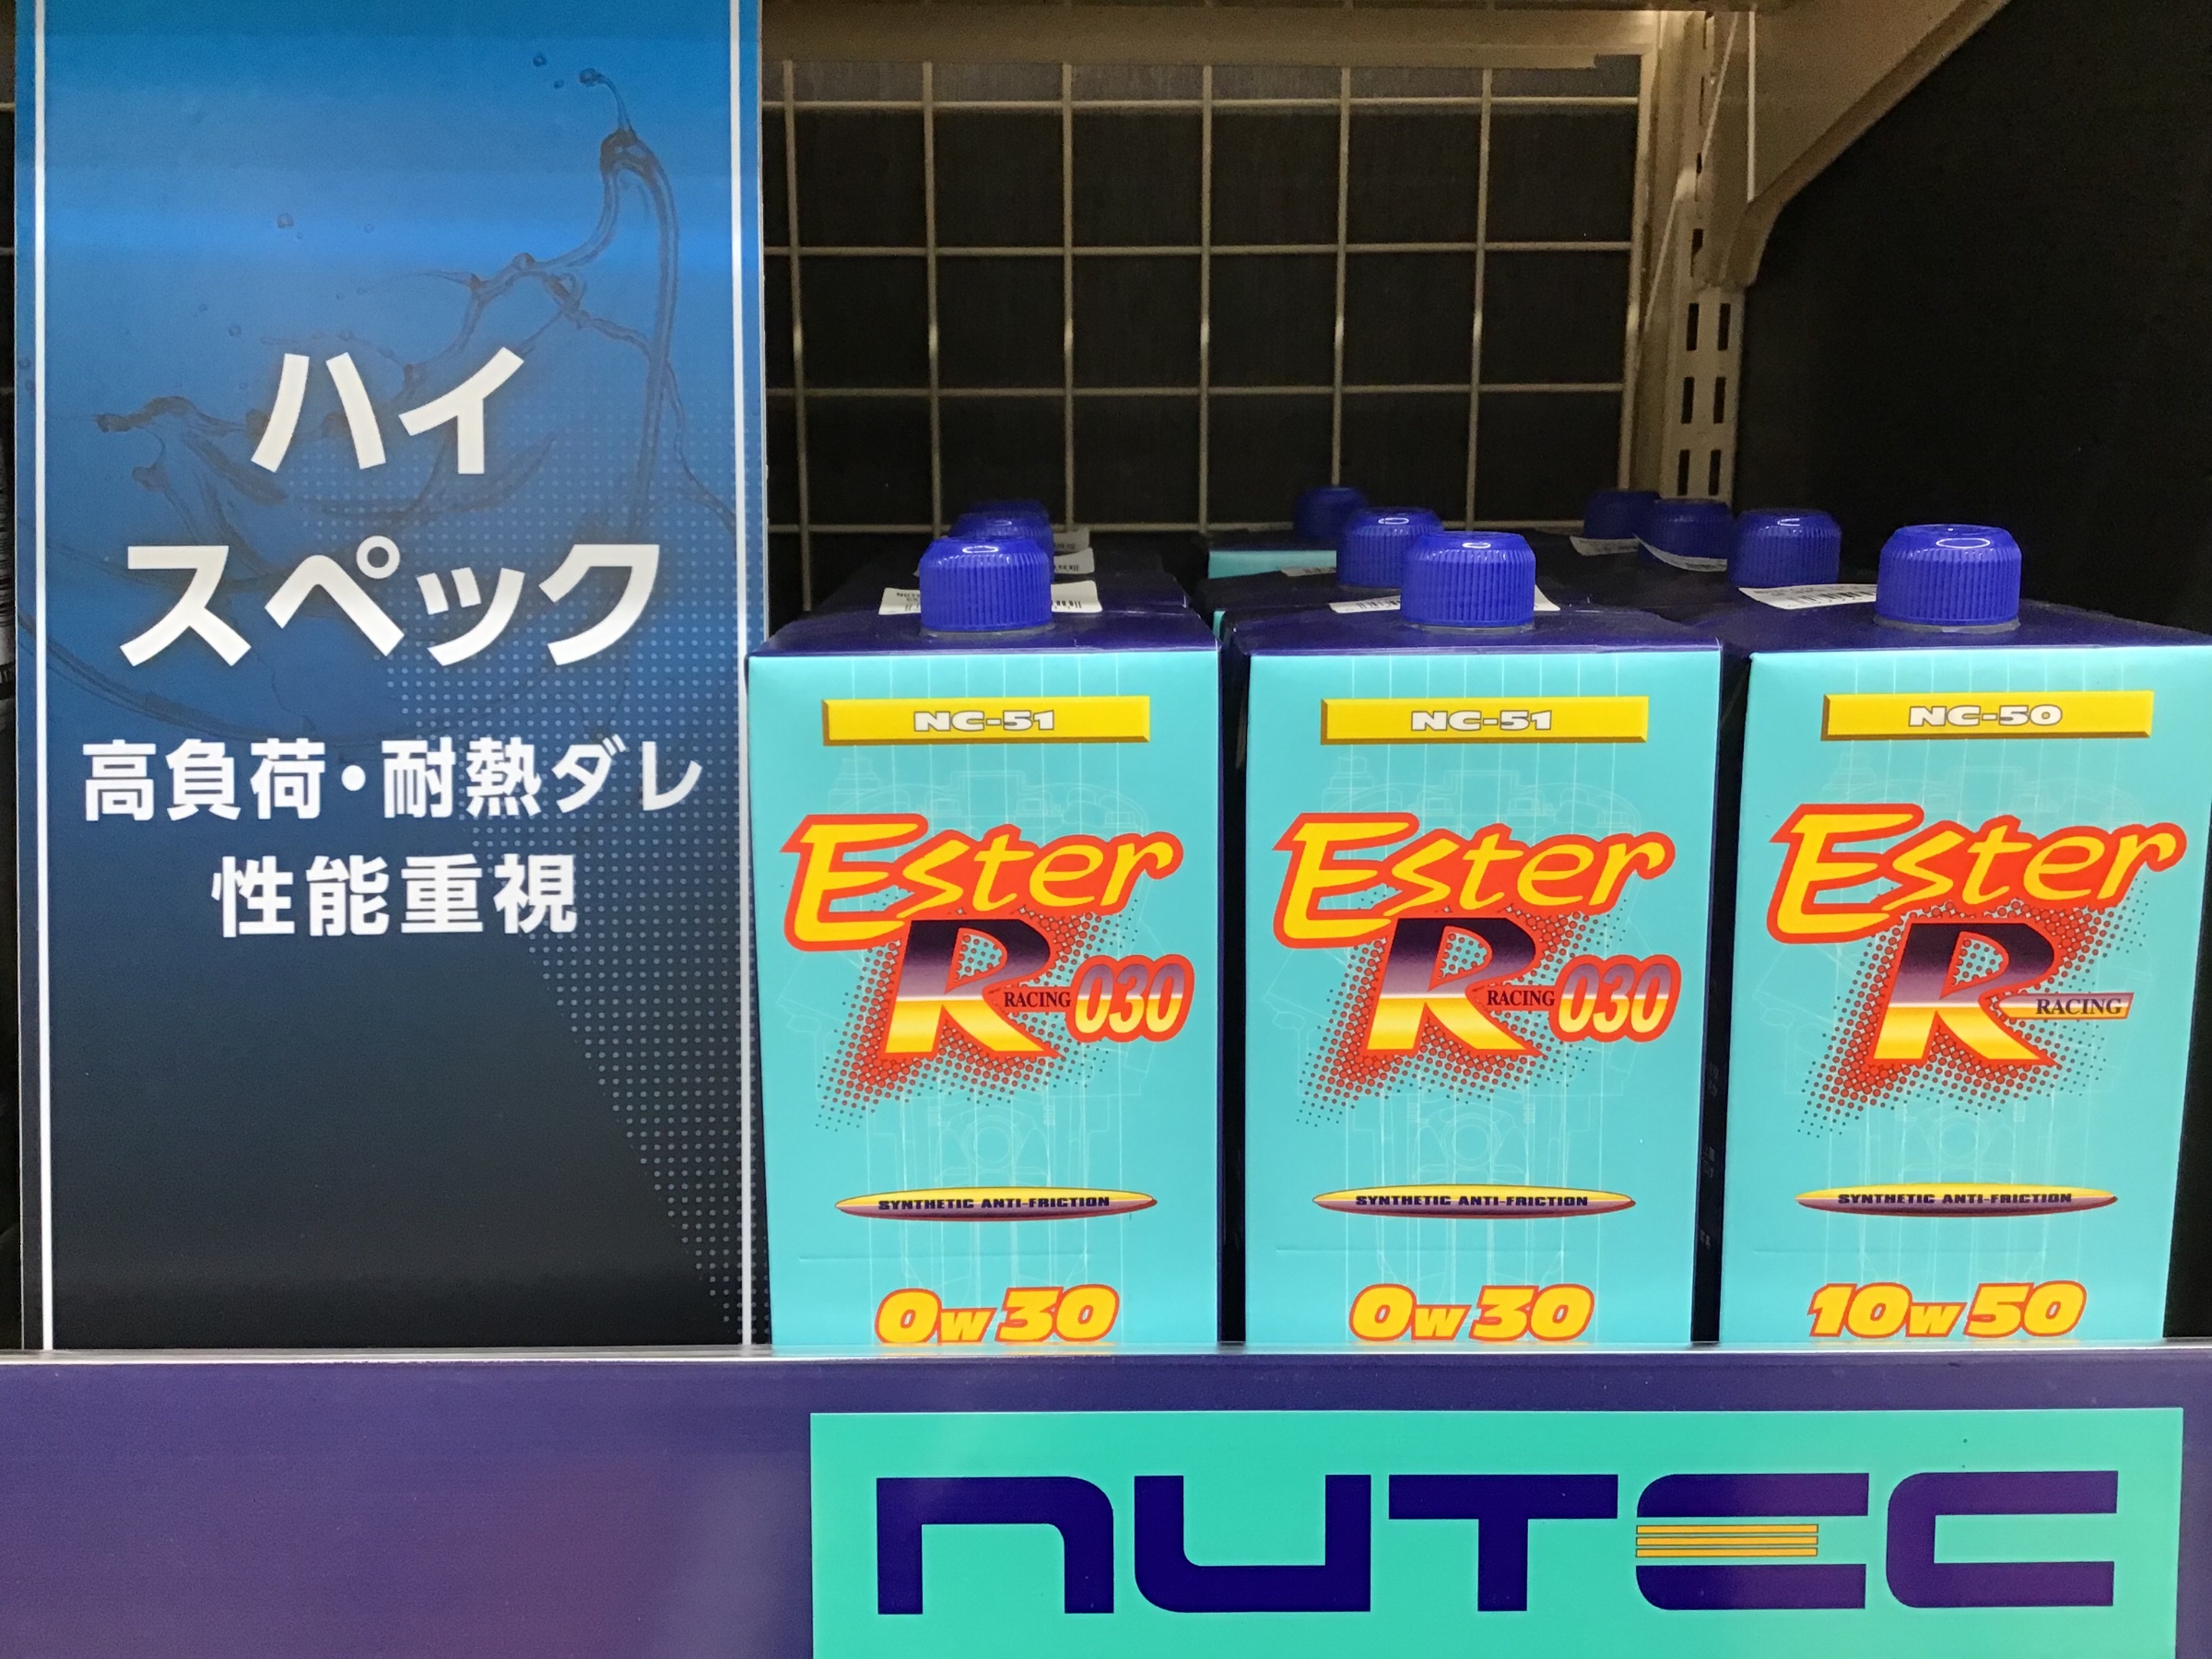 ハイ
スペック
高負荷・耐熱ダレ
性能重視
NC-51
Ester
R RACING 030
SYNTHETIC ANTI-FRICTION
0W30
NC-51
Ester
R RACING 030
SYNTHETIC ANTI-FRICTION
0W30
NC-50
Ester
R RACING
SYNTHETIC ANTI-FRICTION
10W50
NUTEC